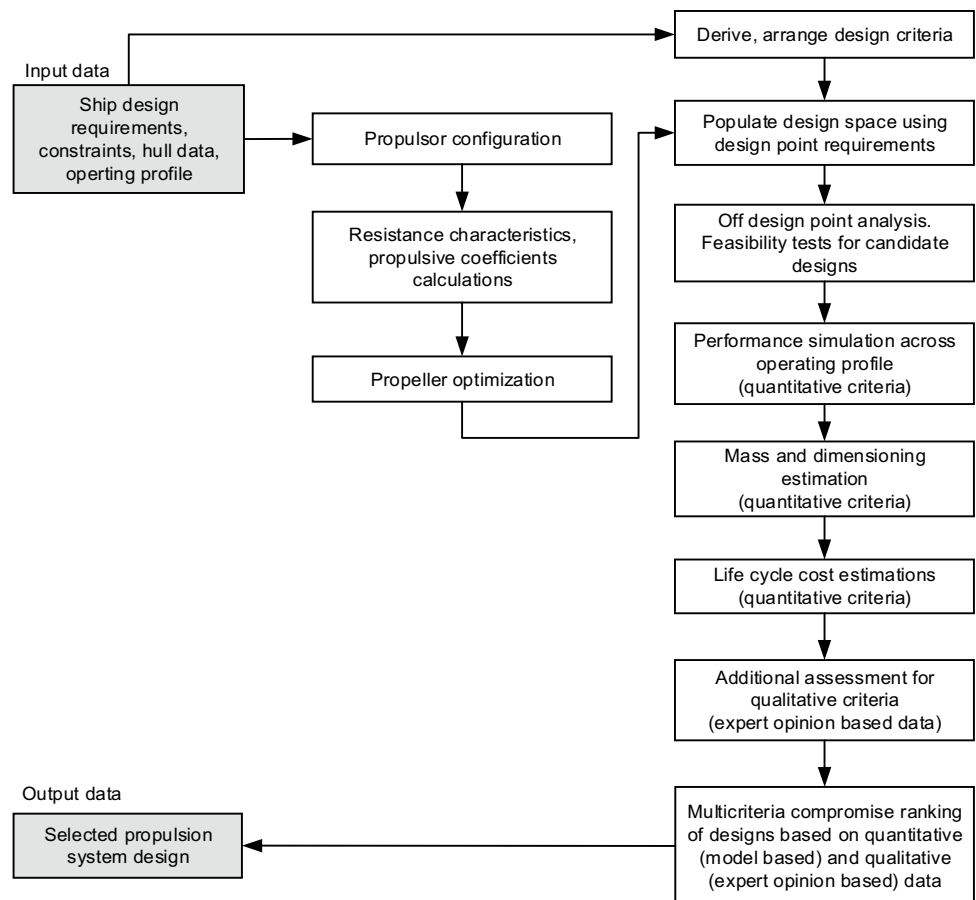 Input data
Ship design
requirements,
constraints, hull data,
operting profile
Propulsor configuration
Resistance characteristics,
propulsive coefficients
calculations
Propeller optimization
Derive, arrange design criteria
Populate design space using
design point requirements
Off design point analysis.
Feasibility tests for candidate
designs
Performance simulation across
operating profile
(quantitative criteria)
Mass and dimensioning
estimation
(quantitative criteria)
Life cycle cost estimations
(quantitative criteria)
Additional assessment for
qualitative criteria
(expert opinion based data)
Multicriteria compromise ranking
of designs based on quantitative
(model based) and qualitative
(expert opinion based) data
Output data
Selected propulsion
system design